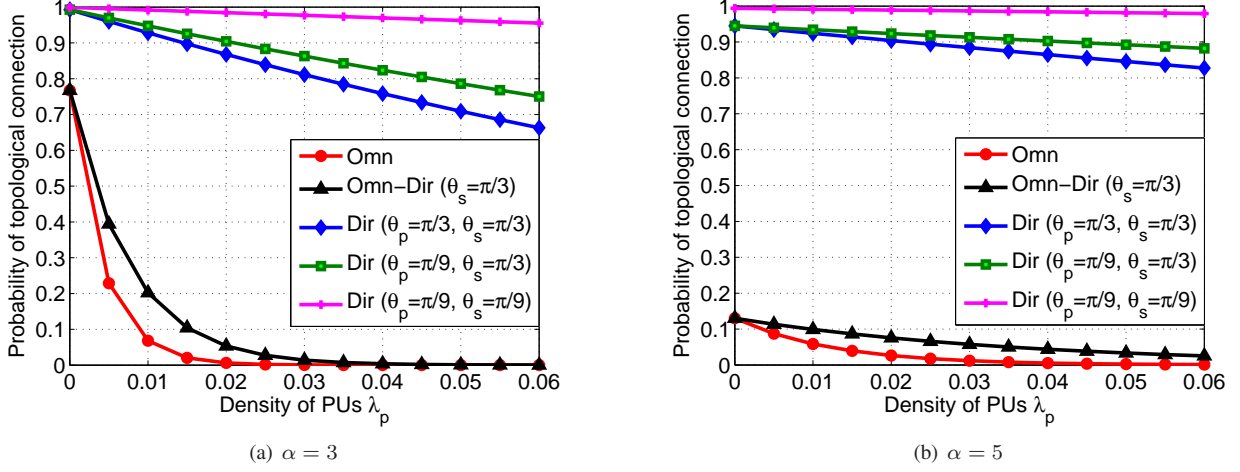 1
0.9
0.8
0.7
0.6
0.5
0.4
0.3
0.2
0.1
0
Probability of topological connection
0
0.01
0.02
0.03
0.04
0.05
0.06
Density of PUs λp
Omn
Omn−Dir (θs=π/3)
Dir (θp=π/3, θs=π/3)
Dir (θp=π/9, θs=π/3)
Dir (θp=π/9, θs=π/9)
(a) α = 3
1
0.9
0.8
0.7
0.6
0.5
0.4
0.3
0.2
0.1
0
Probability of topological connection
0
0.01
0.02
0.03
0.04
0.05
0.06
Density of PUs λp
Omn
Omn−Dir (θs=π/3)
Dir (θp=π/3, θs=π/3)
Dir (θp=π/9, θs=π/3)
Dir (θp=π/9, θs=π/9)
(b) α = 5